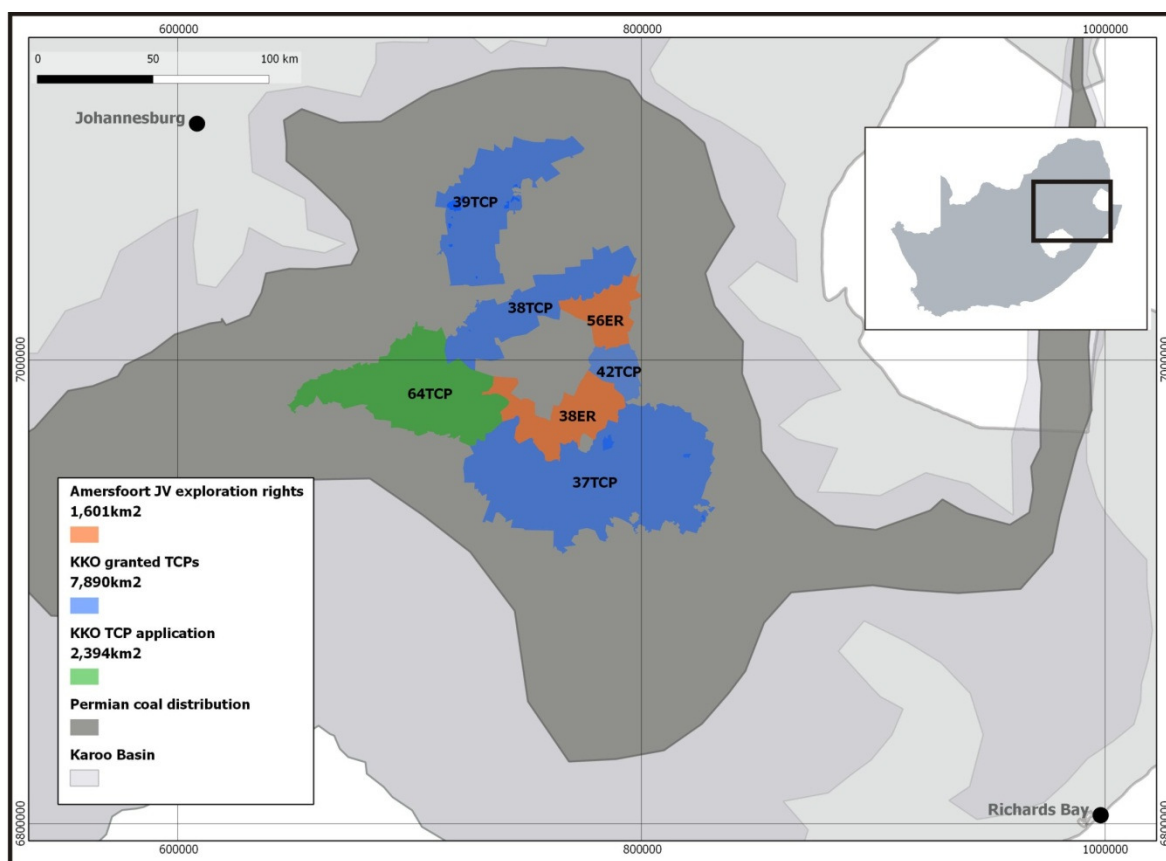 600000
800000
1000000
0
50
100 km
Johannesburg
39TCP
38TCP
56ER
7000000
7000000
42TCP
64TCP
38ER
37TCP
Amersfoort JV exploration rights
1,601km2
KKO granted TCPs
7,890km2
KKO TCP application
2,394km2
Permian coal distribution
Karoo Basin
Richards Bay
6800000
6800000
600000
800000
1000000